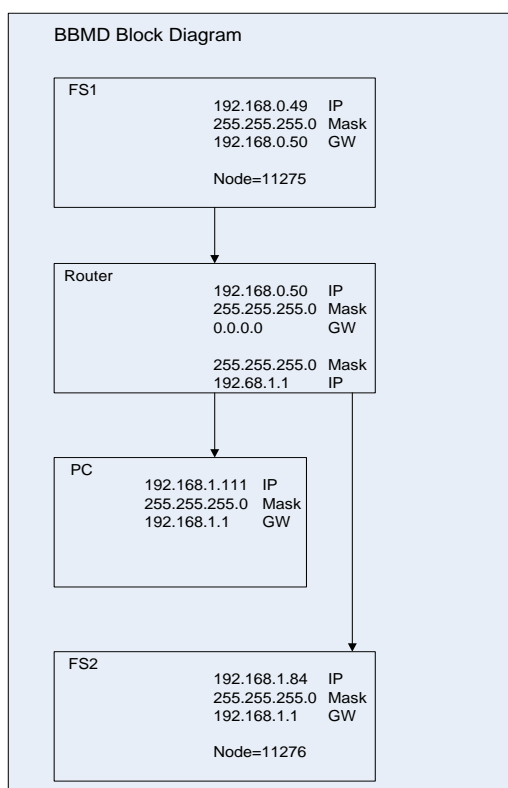 BBMD Block Diagram
FS1
192.168.0.49 IP
255.255.255.0 Mask
192.168.0.50 GW
Node=11275
Router
192.168.0.50 IP
255.255.255.0 Mask
0.0.0.0 GW
255.255.255.0 Mask
192.68.1.1 IP
PC
192.168.1.111 IP
255.255.255.0 Mask
192.168.1.1 GW
FS2
192.168.1.84 IP
255.255.255.0 Mask
192.168.1.1 GW
Node=11276